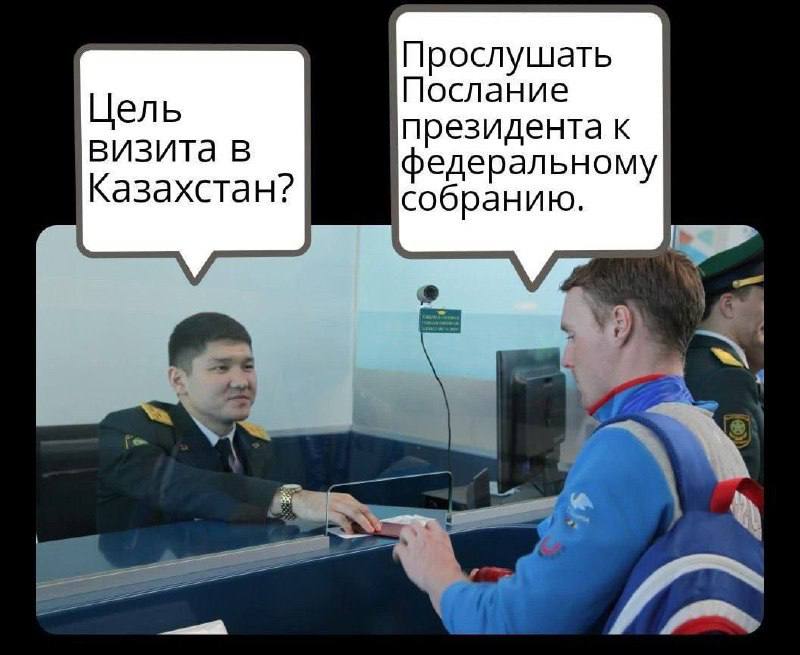 Цель
визита в
Казахстан?
Прослушать
Послание
президента к
федеральному
собранию.